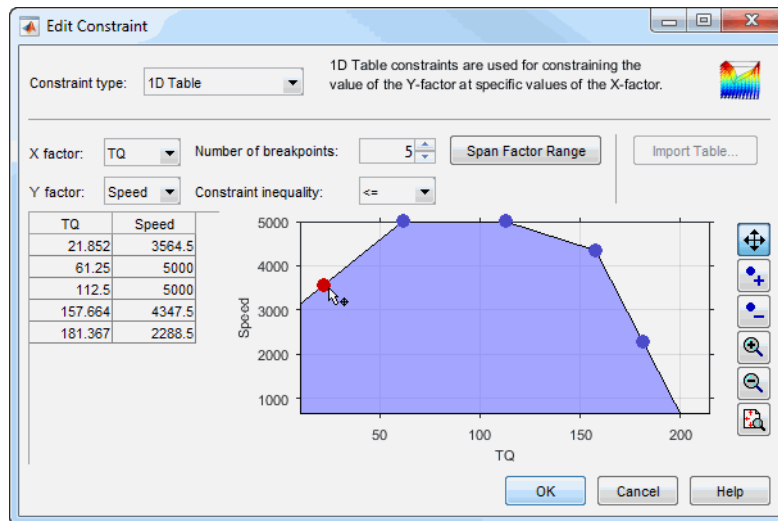 Edit Constraint
Constraint type: 1D Table
1D Table constraints are used for constraining the
value of the Y-factor at specific values of the X-factor.
X factor: TQ Number of breakpoints: 5 Span Factor Range Import Table...
Y factor: Speed Constraint inequality: <=
TQ Speed
21.852 3564.5
61.25 5000
112.5 5000
157.664 4347.5
181.367 2288.5
5000
4000
3000
2000
1000
Speed
50 100 150 200
TQ
OK Cancel Help